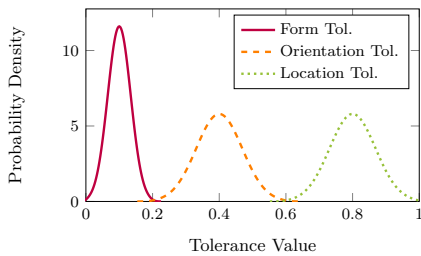 Form Tol.
Orientation Tol.
Location Tol.
Probability Density
10
5
0
0 0.2 0.4 0.6 0.8 1
Tolerance Value